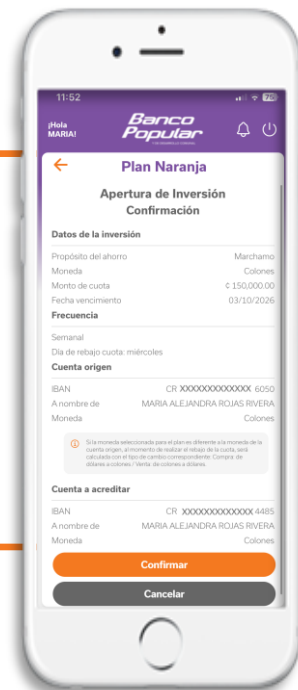 11:52
75
¡Hola
MARIA!
Banco
Popular
Plan Naranja
Apertura de Inversión
Confirmación
Datos de la inversión
Propósito del ahorro Marchamo
Moneda Colones
Monto de cuota ¢ 150,000.00
Fecha vencimiento 03/10/2026
Frecuencia
Semanal
Día de rebajo cuota: miércoles
Cuenta origen
IBAN CR XXXXXXXXXXXXX 6050
A nombre de MARIA ALEJANDRA ROJAS RIVERA
Moneda Colones
Si la moneda seleccionada para el plan es diferente a la moneda de la
cuenta origen, al momento de realizar el rebajo de la cuota, será
calculada con el tipo de cambio correspondiente: Compra: de
dólares a colones / Venta: de colones a dólares.
Cuenta a acreditar
IBAN CR XXXXXXXXXXXXX 4485
A nombre de MARIA ALEJANDRA ROJAS RIVERA
Moneda Colones
Confirmar
Cancelar